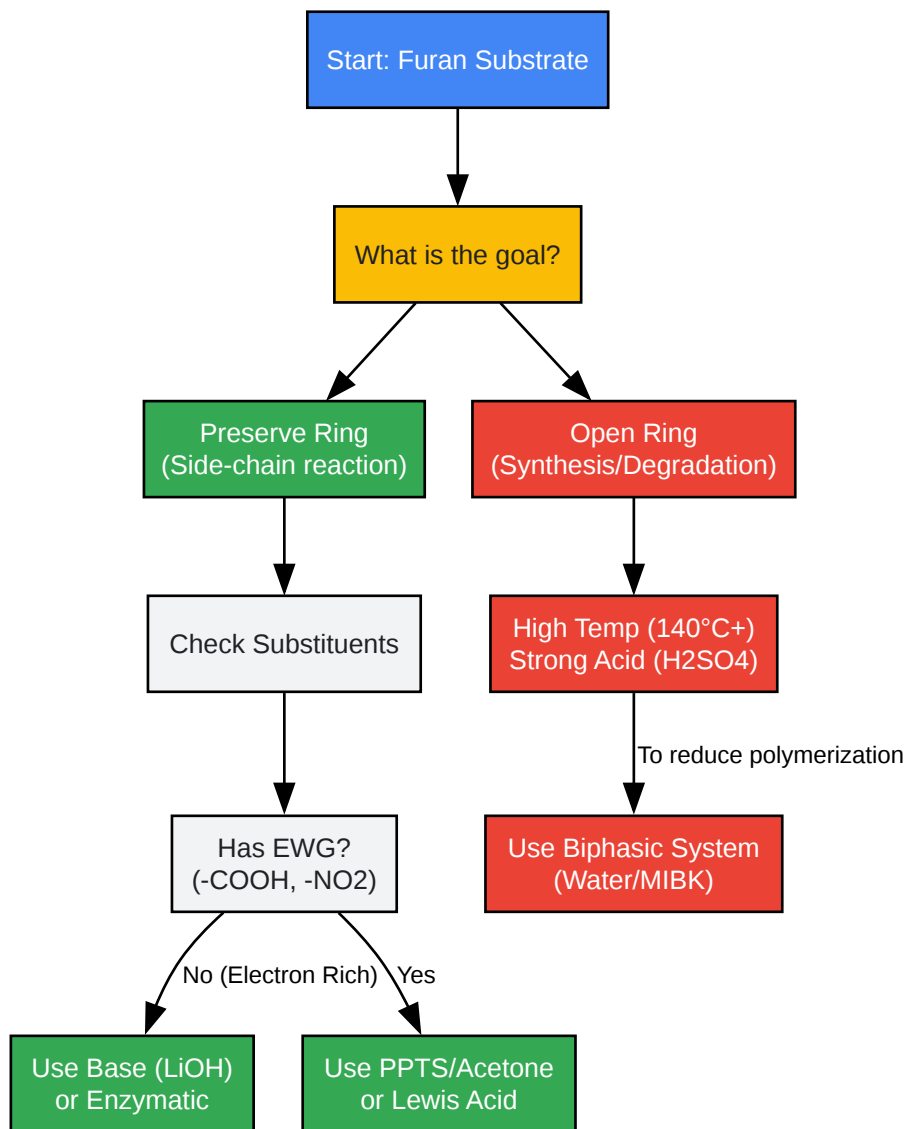 Start: Furan Substrate
What is the goal?
Preserve Ring
(Side-chain reaction)
Open Ring
(Synthesis/Degradation)
Check Substituents
High Temp (140°C+)
Strong Acid (H2SO4)
To reduce polymerization
Has EWG?
(-COOH, -NO2)
Use Biphasic System
(Water/MIBK)
No (Electron Rich)
Yes
Use Base (LiOH)
or Enzymatic
Use PPTS/Acetone
or Lewis Acid